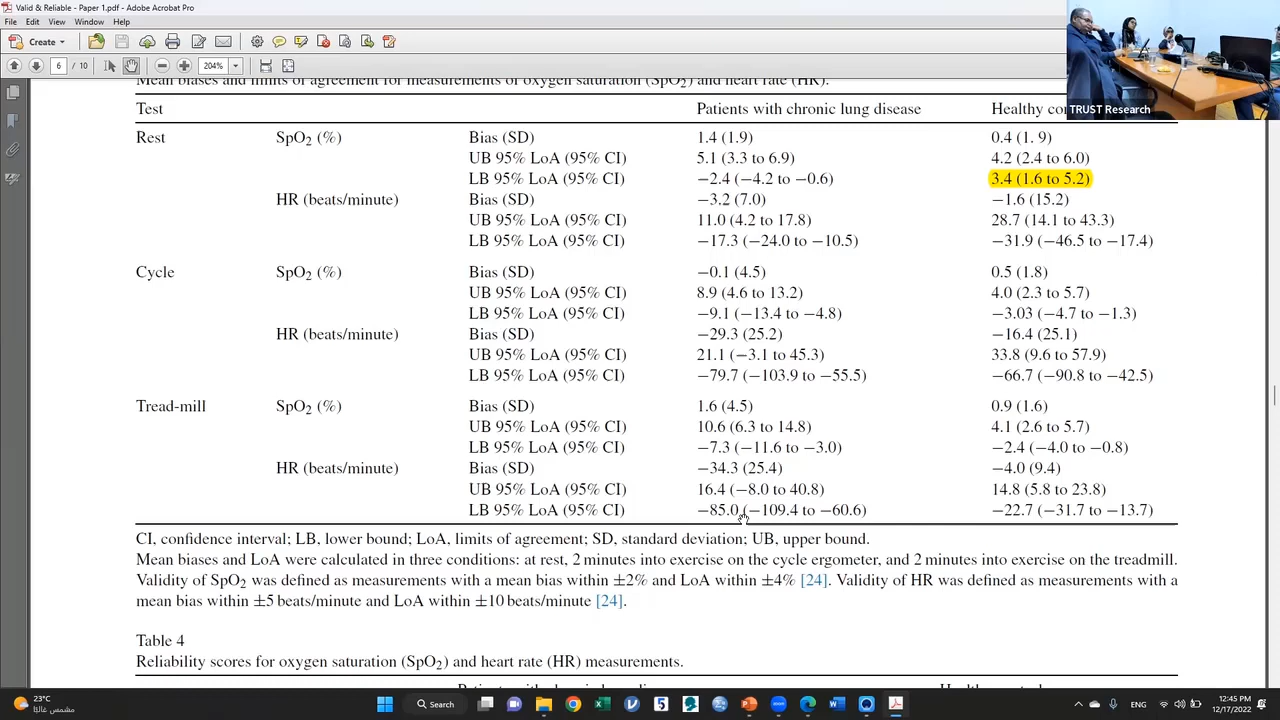 Valid & Reliable - Paper 1.pdf - Adobe Acrobat Pro
File Edit View Window Help
Create
6 / 10 204%
Mean biases and limits of agreement for measurements of oxygen saturation (SpO2) and heart rate (HR).
Test Patients with chronic lung disease Healthy co
TRUST Research
Rest SpO2 (%) Bias (SD) 1.4 (1.9) 0.4 (1. 9)
UB 95% LoA (95% CI) 5.1 (3.3 to 6.9) 4.2 (2.4 to 6.0)
LB 95% LoA (95% CI) −2.4 (−4.2 to −0.6) 3.4 (1.6 to 5.2)
HR (beats/minute) Bias (SD) −3.2 (7.0) −1.6 (15.2)
UB 95% LoA (95% CI) 11.0 (4.2 to 17.8) 28.7 (14.1 to 43.3)
LB 95% LoA (95% CI) −17.3 (−24.0 to −10.5) −31.9 (−46.5 to −17.4)
Cycle SpO2 (%) Bias (SD) −0.1 (4.5) 0.5 (1.8)
UB 95% LoA (95% CI) 8.9 (4.6 to 13.2) 4.0 (2.3 to 5.7)
LB 95% LoA (95% CI) −9.1 (−13.4 to −4.8) −3.03 (−4.7 to −1.3)
HR (beats/minute) Bias (SD) −29.3 (25.2) −16.4 (25.1)
UB 95% LoA (95% CI) 21.1 (−3.1 to 45.3) 33.8 (9.6 to 57.9)
LB 95% LoA (95% CI) −79.7 (−103.9 to −55.5) −66.7 (−90.8 to −42.5)
Tread-mill SpO2 (%) Bias (SD) 1.6 (4.5) 0.9 (1.6)
UB 95% LoA (95% CI) 10.6 (6.3 to 14.8) 4.1 (2.6 to 5.7)
LB 95% LoA (95% CI) −7.3 (−11.6 to −3.0) −2.4 (−4.0 to −0.8)
HR (beats/minute) Bias (SD) −34.3 (25.4) −4.0 (9.4)
UB 95% LoA (95% CI) 16.4 (−8.0 to 40.8) 14.8 (5.8 to 23.8)
LB 95% LoA (95% CI) −85.0 (−109.4 to −60.6) −22.7 (−31.7 to −13.7)
CI, confidence interval; LB, lower bound; LoA, limits of agreement; SD, standard deviation; UB, upper bound.
Mean biases and LoA were calculated in three conditions: at rest, 2 minutes into exercise on the cycle ergometer, and 2 minutes into exercise on the treadmill.
Validity of SpO2 was defined as measurements with a mean bias within ±2% and LoA within ±4% [24]. Validity of HR was defined as measurements with a
mean bias within ±5 beats/minute and LoA within ±10 beats/minute [24].
Table 4
Reliability scores for oxygen saturation (SpO2) and heart rate (HR) measurements.
23°C
مشمس غالبًا
Search
ENG
12:45 PM
12/17/2022